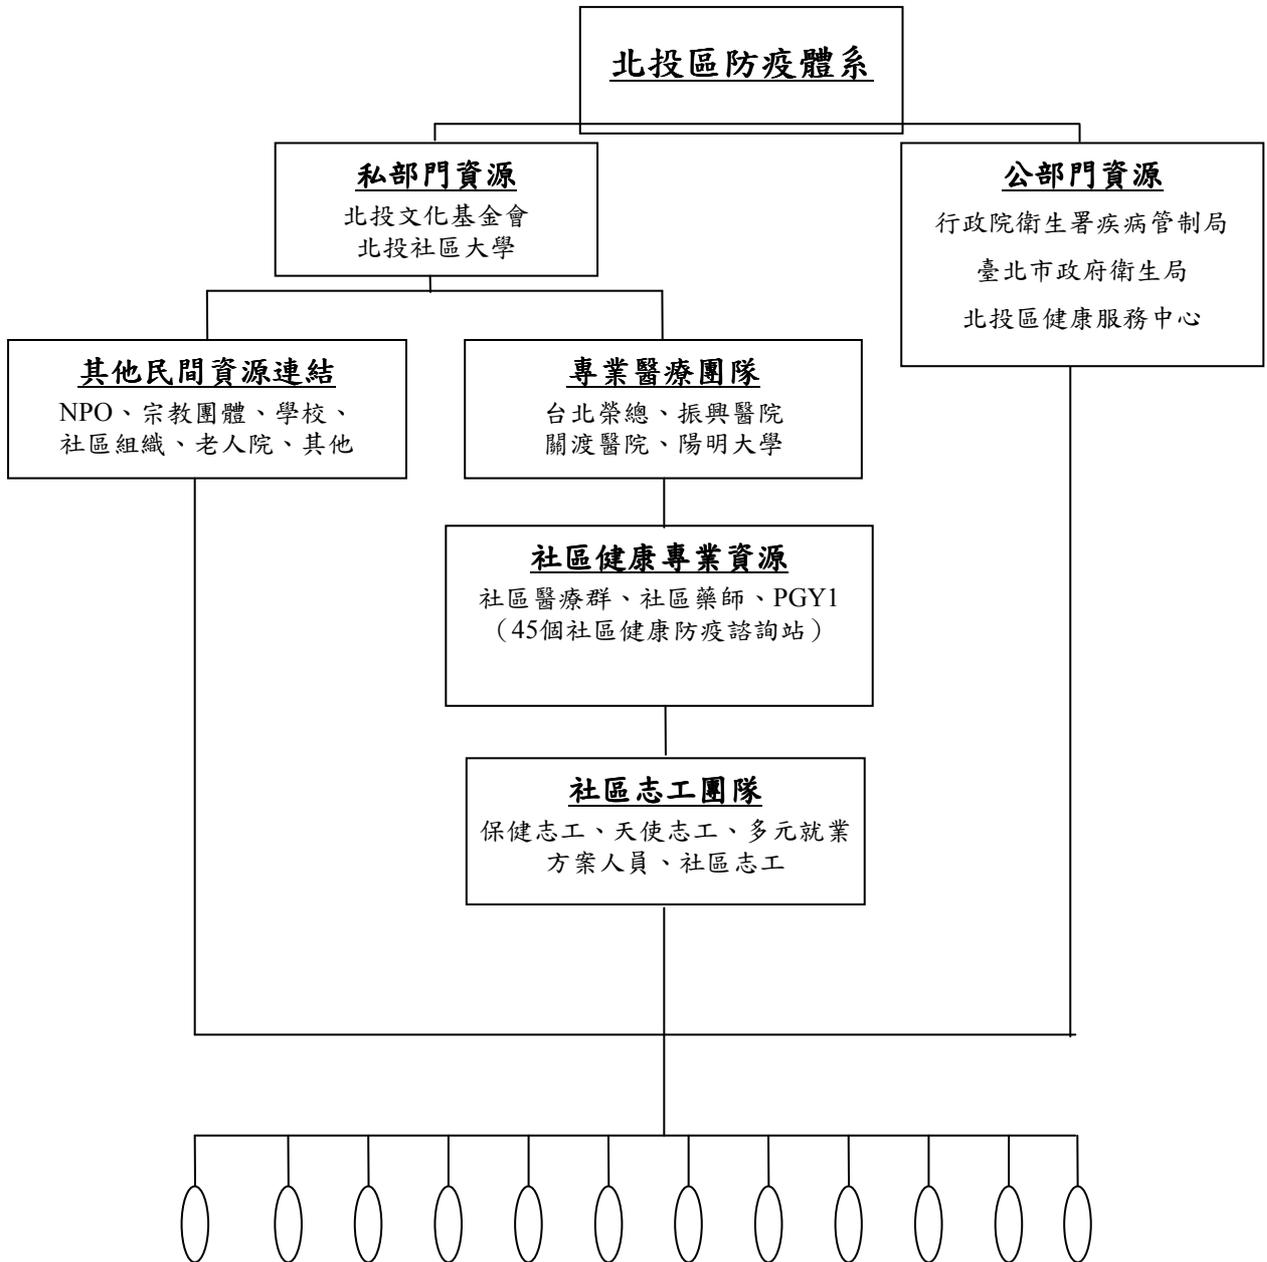 北投區防疫體系
私部門資源
北投文化基金會
北投社區大學
公部門資源
行政院衛生署疾病管制局
臺北市政府衛生局
北投區健康服務中心
其他民間資源連結
NPO、宗教團體、學校、
社區組織、老人院、其他
專業醫療團隊
台北榮總、振興醫院
關渡醫院、陽明大學
社區健康專業資源
社區醫療群、社區藥師、PGY1
（45個社區健康防疫諮詢站）
社區志工團隊
保健志工、天使志工、多元就業
方案人員、社區志工